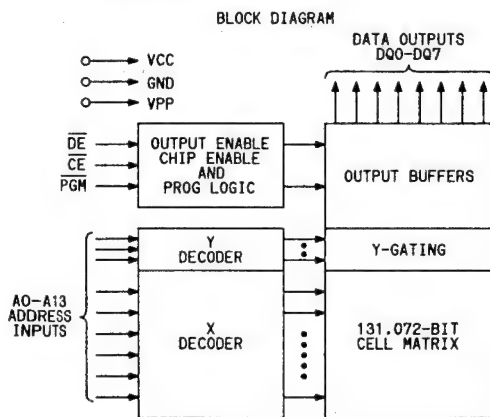 BLOCK DIAGRAM
DATA OUTPUTS
DQ0-DQ7
VCC
GND
VPP
DE
CE
PGM
OUTPUT ENABLE
CHIP ENABLE
AND
PROG LOGIC
OUTPUT BUFFERS
Y
DECODER
Y-GATING
A0-A13
ADDRESS
INPUTS
X
DECODER
131.072-BIT
CELL MATRIX